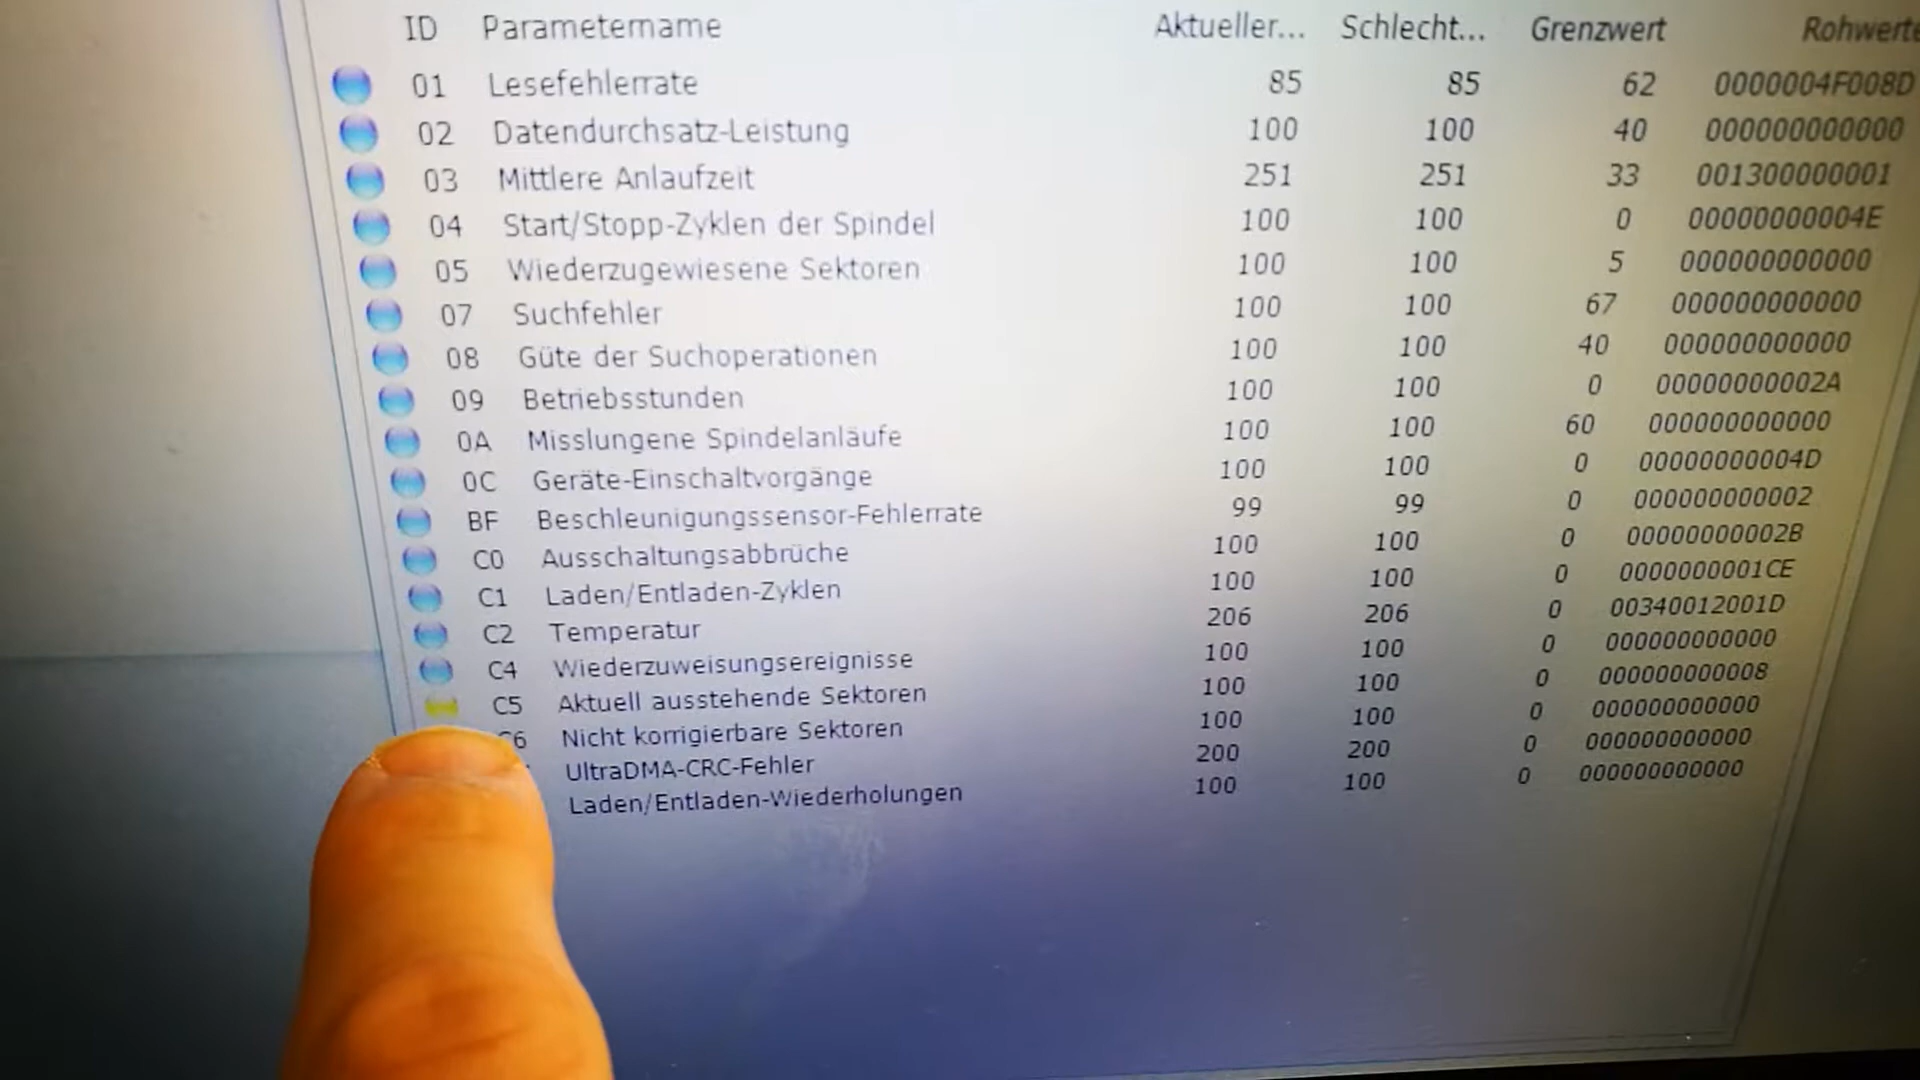 ID Parametername Aktueller... Schlecht... Grenzwert Rohwerte
01 Lesefehlerrate 85 85 62 0000004F008D
02 Datendurchsatz-Leistung 100 100 40 000000000000
03 Mittlere Anlaufzeit 251 251 33 001300000001
04 Start/Stopp-Zyklen der Spindel 100 100 0 00000000004E
05 Wiederzugewiesene Sektoren 100 100 5 000000000000
07 Suchfehler 100 100 67 000000000000
08 Güte der Suchoperationen 100 100 40 000000000000
09 Betriebsstunden 100 100 0 00000000002A
0A Misslungene Spindelanläufe 100 100 60 000000000000
0C Geräte-Einschaltvorgänge 100 100 0 00000000004D
BF Beschleunigungssensor-Fehlerrate 99 99 0 000000000002
C0 Ausschaltungsabbrüche 100 100 0 00000000002B
C1 Laden/Entladen-Zyklen 100 100 0 0000000001CE
C2 Temperatur 206 206 0 00340012001D
C4 Wiederzuweisungsereignisse 100 100 0 000000000000
C5 Aktuell ausstehende Sektoren 100 100 0 000000000008
C6 Nicht korrigierbare Sektoren 100 100 0 000000000000
UltraDMA-CRC-Fehler 200 200 0 000000000000
Laden/Entladen-Wiederholungen 100 100 0 000000000000